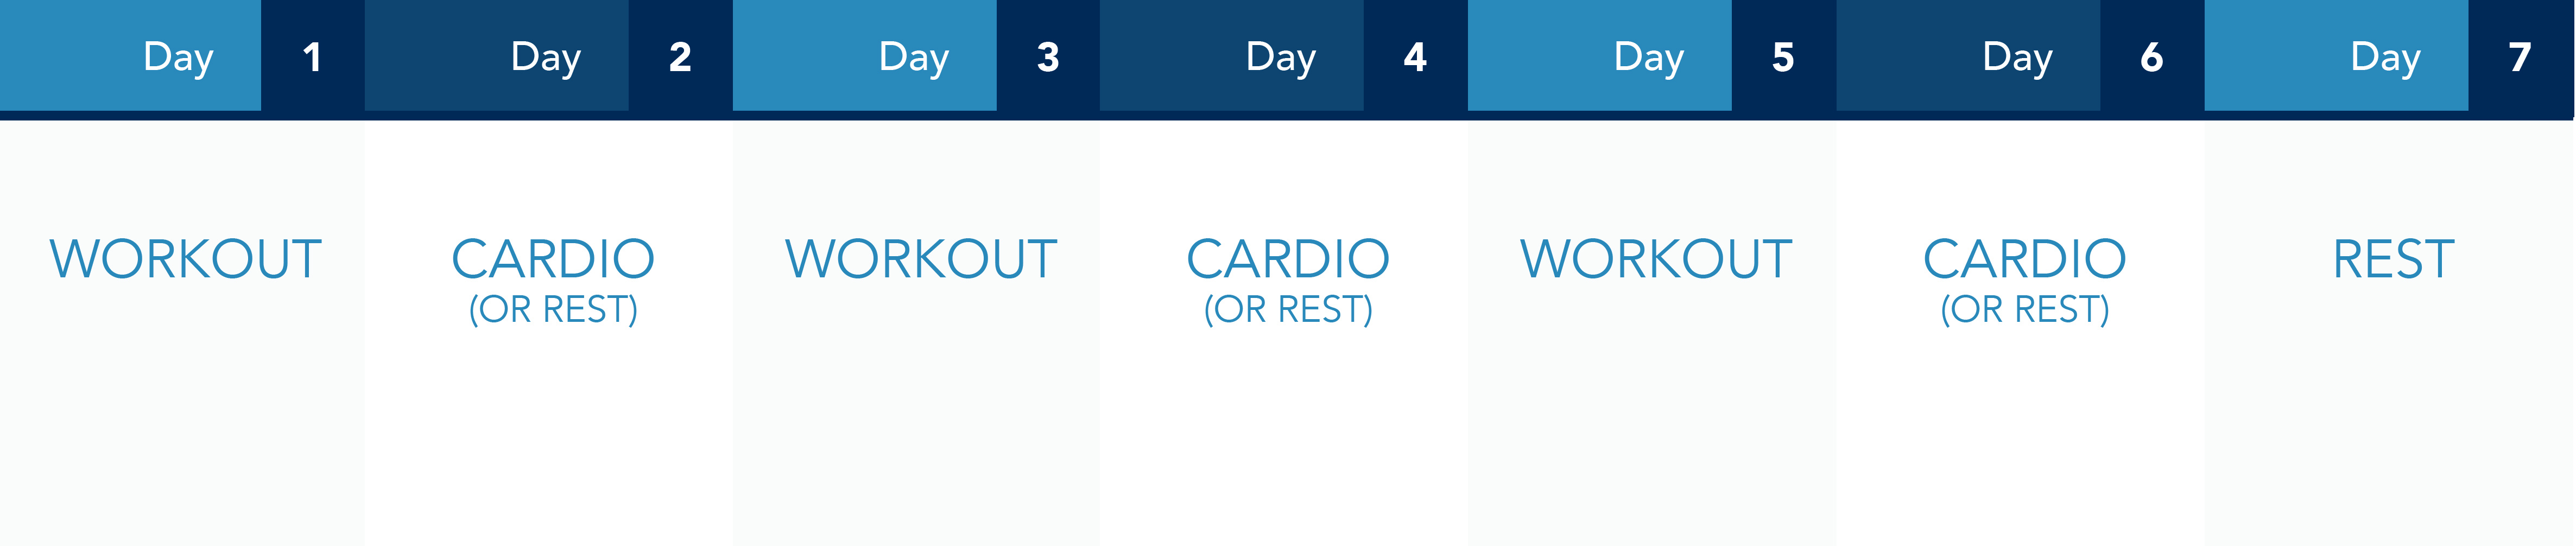 Day 1 Day 2 Day 3 Day 4 Day 5 Day 6 Day 7
WORKOUT CARDIO WORKOUT CARDIO WORKOUT CARDIO REST
(OR REST) (OR REST) (OR REST)